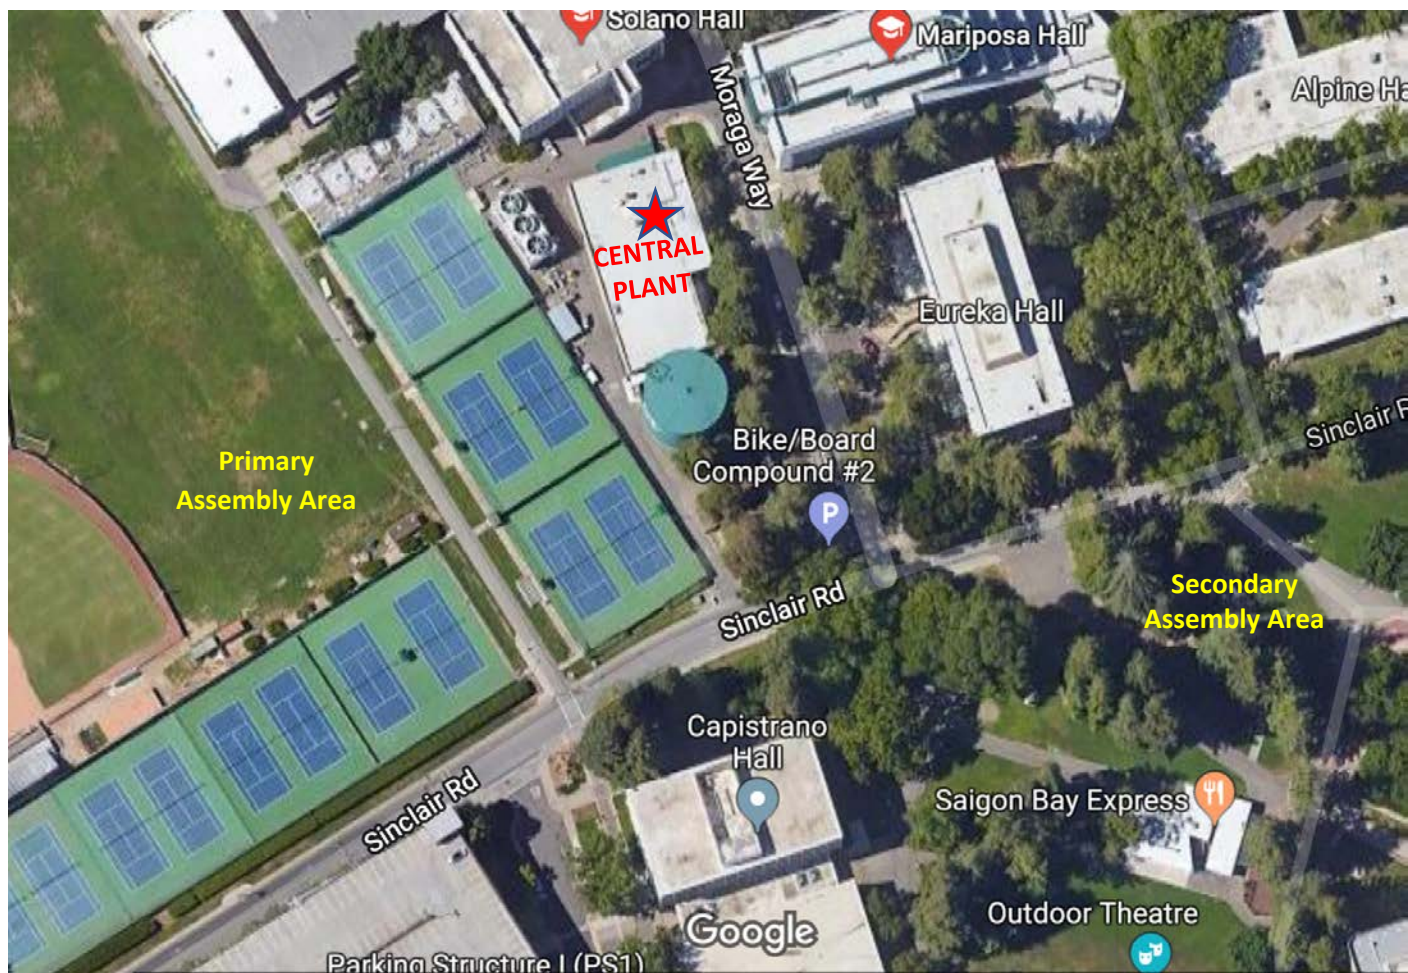 Solano Hall
Mariposa Hall
Alpine Ha
Moraga Way
CENTRAL
PLANT
Eureka Hall
Sinclair R
Bike/Board
Compound #2
P
Primary
Assembly Area
Secondary
Assembly Area
Sinclair Rd
Capistrano
Hall
Sinclair Rd
Saigon Bay Express
Outdoor Theatre
Google
Parking Structure I (PS1)